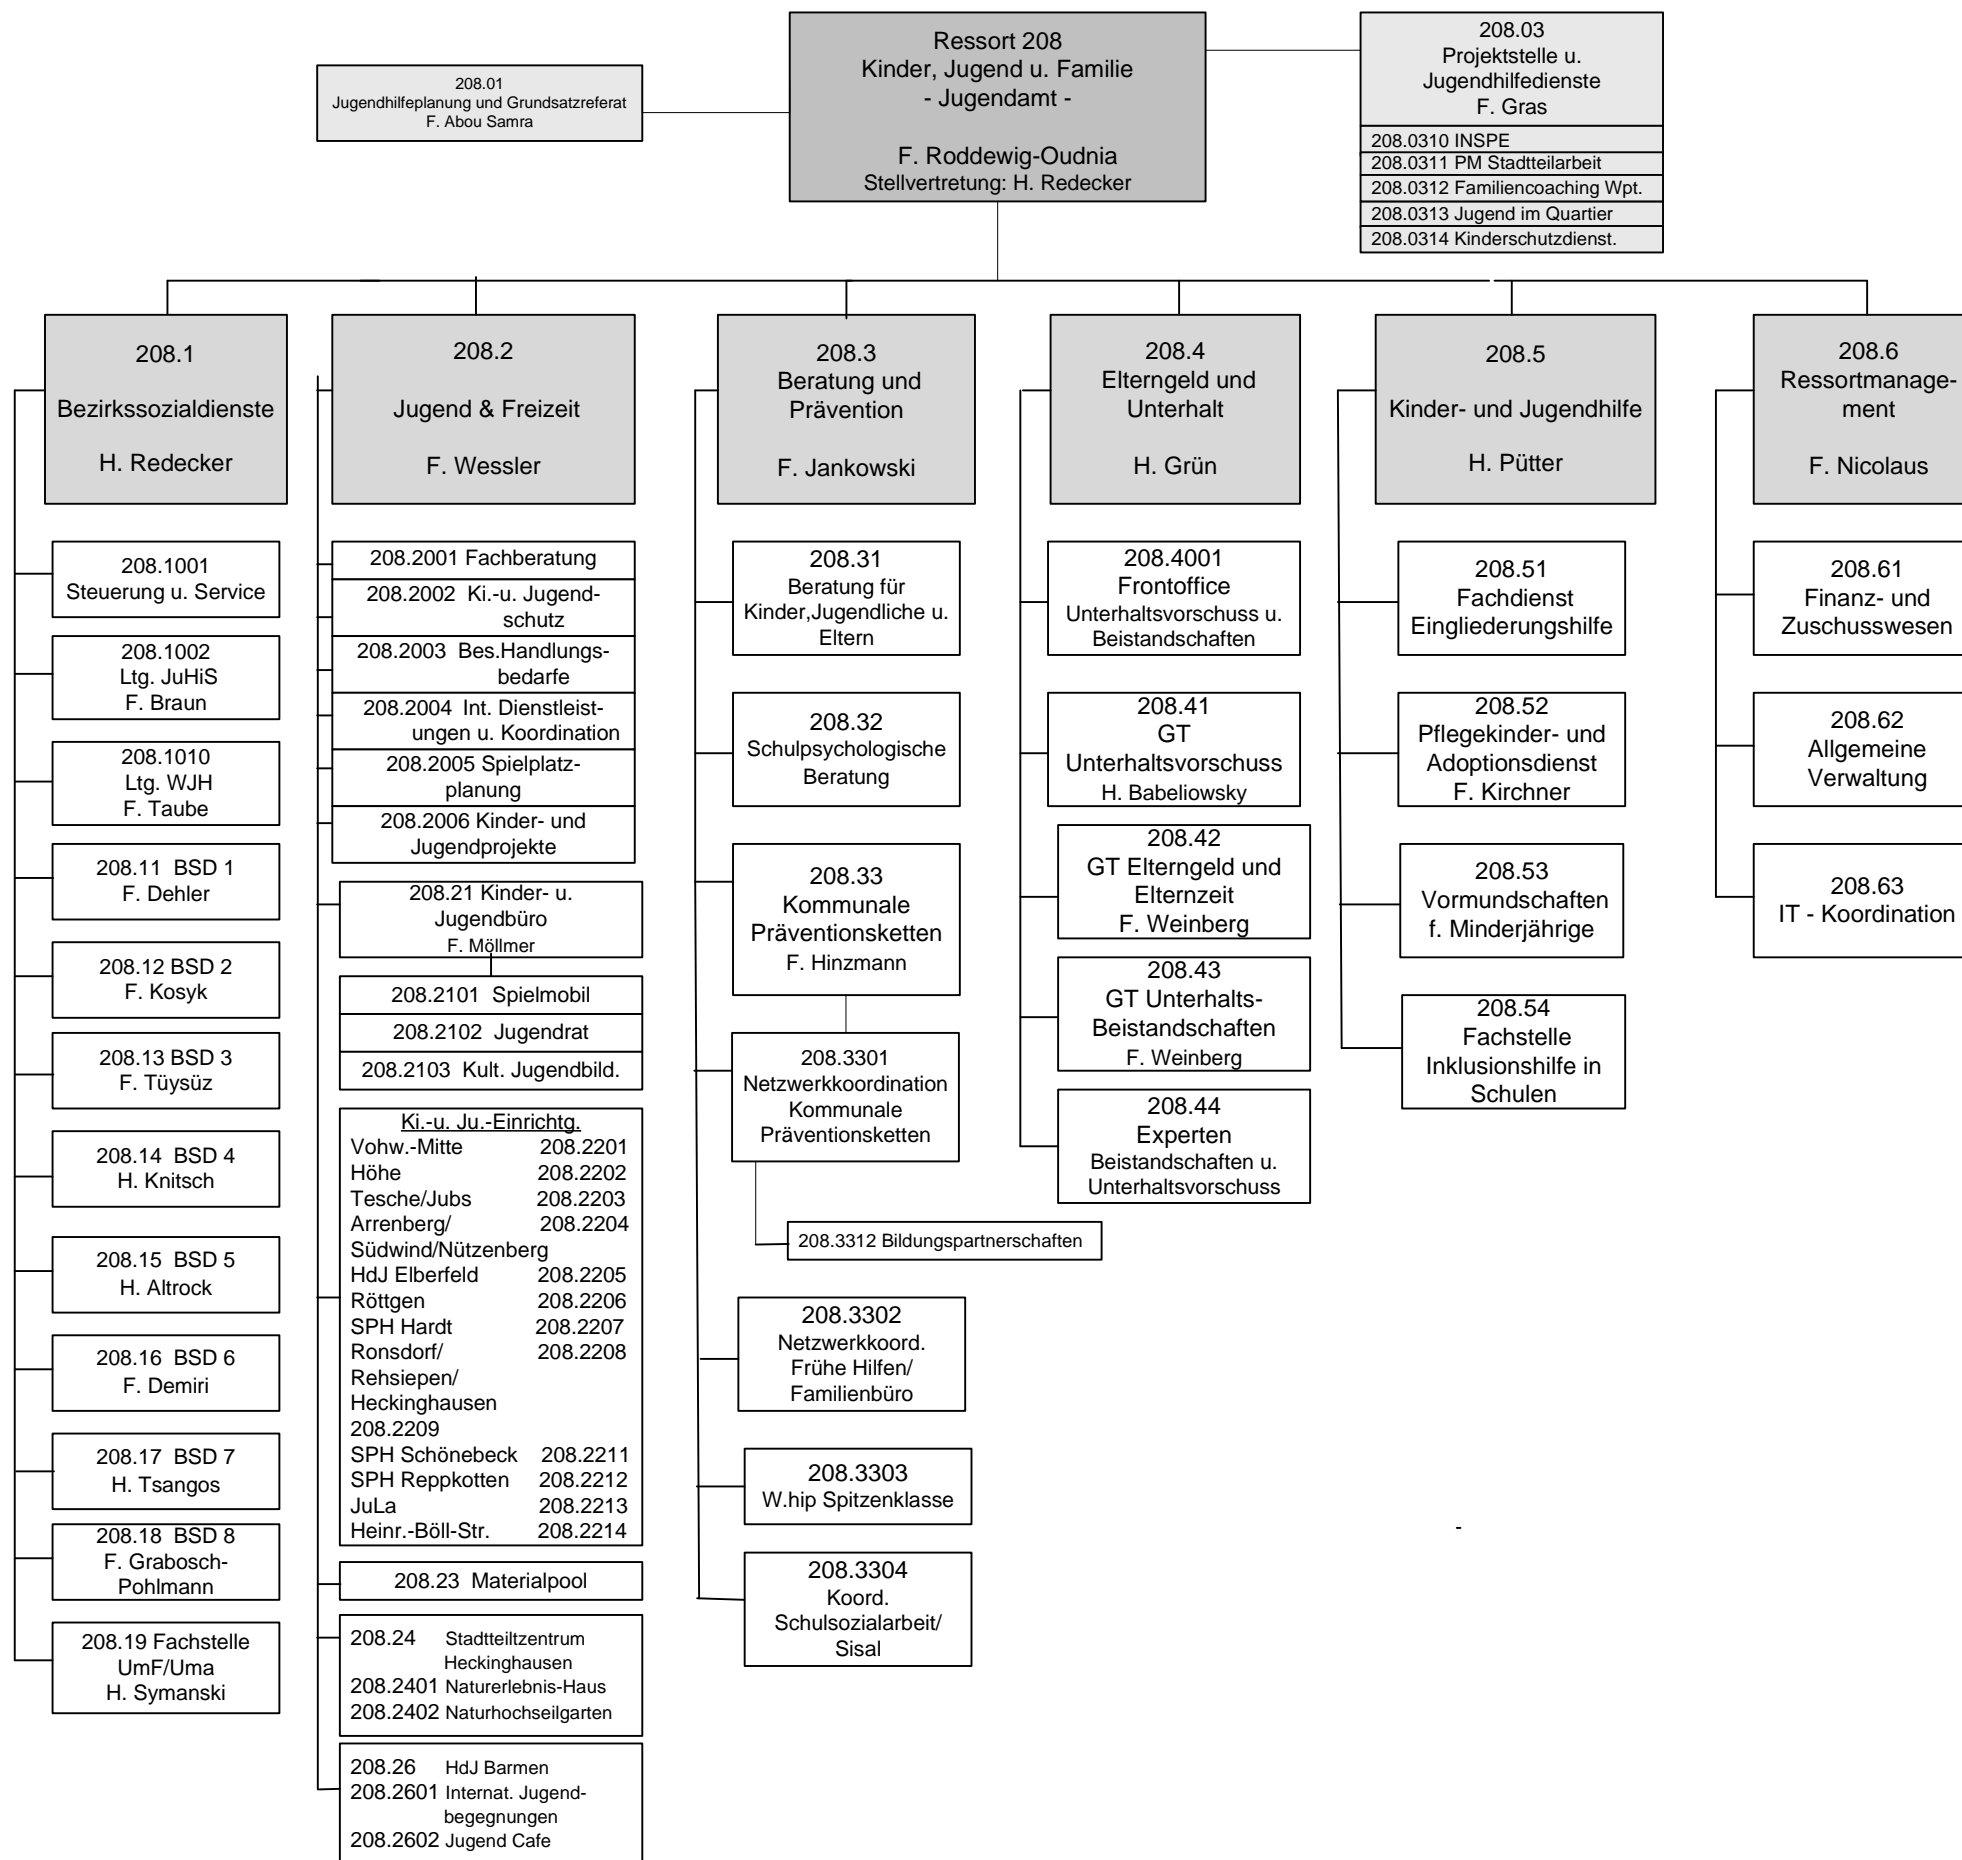 Ressort 208
Kinder, Jugend u. Familie
- Jugendamt -
F. Roddewig-Oudnia
Stellvertretung: H. Redecker
208.01
Jugendhilfeplanung und Grundsatzreferat
F. Abou Samra
208.03
Projektstelle u.
Jugendhilfedienste
F. Gras
208.0310 INSPE
208.0311 PM Stadtteilarbeit
208.0312 Familiencoaching Wpt.
208.0313 Jugend im Quartier
208.0314 Kinderschutzdienst.
208.1
Bezirkssozialdienste
H. Redecker
208.1001
Steuerung u. Service
208.1002
Ltg. JuHiS
F. Braun
208.1010
Ltg. WJH
F. Taube
208.11 BSD 1
F. Dehler
208.12 BSD 2
F. Kosyk
208.13 BSD 3
F. Tüysüz
208.14 BSD 4
H. Knitsch
208.15 BSD 5
H. Altrock
208.16 BSD 6
F. Demiri
208.17 BSD 7
H. Tsangos
208.18 BSD 8
F. Grabosch-
Pohlmann
208.19 Fachstelle
UmF/Uma
H. Symanski
208.2
Jugend & Freizeit
F. Wessler
208.2001 Fachberatung
208.2002 Ki.-u. Jugend-
schutz
208.2003 Bes.Handlungs-
bedarfe
208.2004 Int. Dienstleist-
ungen u. Koordination
208.2005 Spielplatz-
planung
208.2006 Kinder- und
Jugendprojekte
208.21 Kinder- u.
Jugendbüro
F. Möllmer
208.2101 Spielmobil
208.2102 Jugendrat
208.2103 Kult. Jugendbild.
Ki.-u. Ju.-Einrichtg.
Vohw.-Mitte 208.2201
Höhe 208.2202
Tesche/Jubs 208.2203
Arrenberg/ 208.2204
Südwind/Nützenberg
HdJ Elberfeld 208.2205
Röttgen 208.2206
SPH Hardt 208.2207
Ronsdorf/ 208.2208
Rehsiepen/
Heckinghausen
208.2209
SPH Schönebeck 208.2211
SPH Reppkotten 208.2212
JuLa 208.2213
Heinr.-Böll-Str. 208.2214
208.23 Materialpool
208.24 Stadtteiltzentrum
Heckinghausen
208.2401 Naturerlebnis-Haus
208.2402 Naturhochseilgarten
208.26 HdJ Barmen
208.2601 Internat. Jugend-
begegnungen
208.2602 Jugend Cafe
208.3
Beratung und
Prävention
F. Jankowski
208.31
Beratung für
Kinder,Jugendliche u.
Eltern
208.32
Schulpsychologische
Beratung
208.33
Kommunale
Präventionsketten
F. Hinzmann
208.3301
Netzwerkkoordination
Kommunale
Präventionsketten
208.3312 Bildungspartnerschaften
208.3302
Netzwerkkoord.
Frühe Hilfen/
Familienbüro
208.3303
W.hip Spitzenklasse
208.3304
Koord.
Schulsozialarbeit/
Sisal
208.4
Elterngeld und
Unterhalt
H. Grün
208.4001
Frontoffice
Unterhaltsvorschuss u.
Beistandschaften
208.41
GT
Unterhaltsvorschuss
H. Babeliowsky
208.42
GT Elterngeld und
Elternzeit
F. Weinberg
208.43
GT Unterhalts-
Beistandschaften
F. Weinberg
208.44
Experten
Beistandschaften u.
Unterhaltsvorschuss
208.5
Kinder- und Jugendhilfe
H. Pütter
208.51
Fachdienst
Eingliederungshilfe
208.52
Pflegekinder- und
Adoptionsdienst
F. Kirchner
208.53
Vormundschaften
f. Minderjährige
208.54
Fachstelle
Inklusionshilfe in
Schulen
-
208.6
Ressortmanage-
ment
F. Nicolaus
208.61
Finanz- und
Zuschusswesen
208.62
Allgemeine
Verwaltung
208.63
IT - Koordination